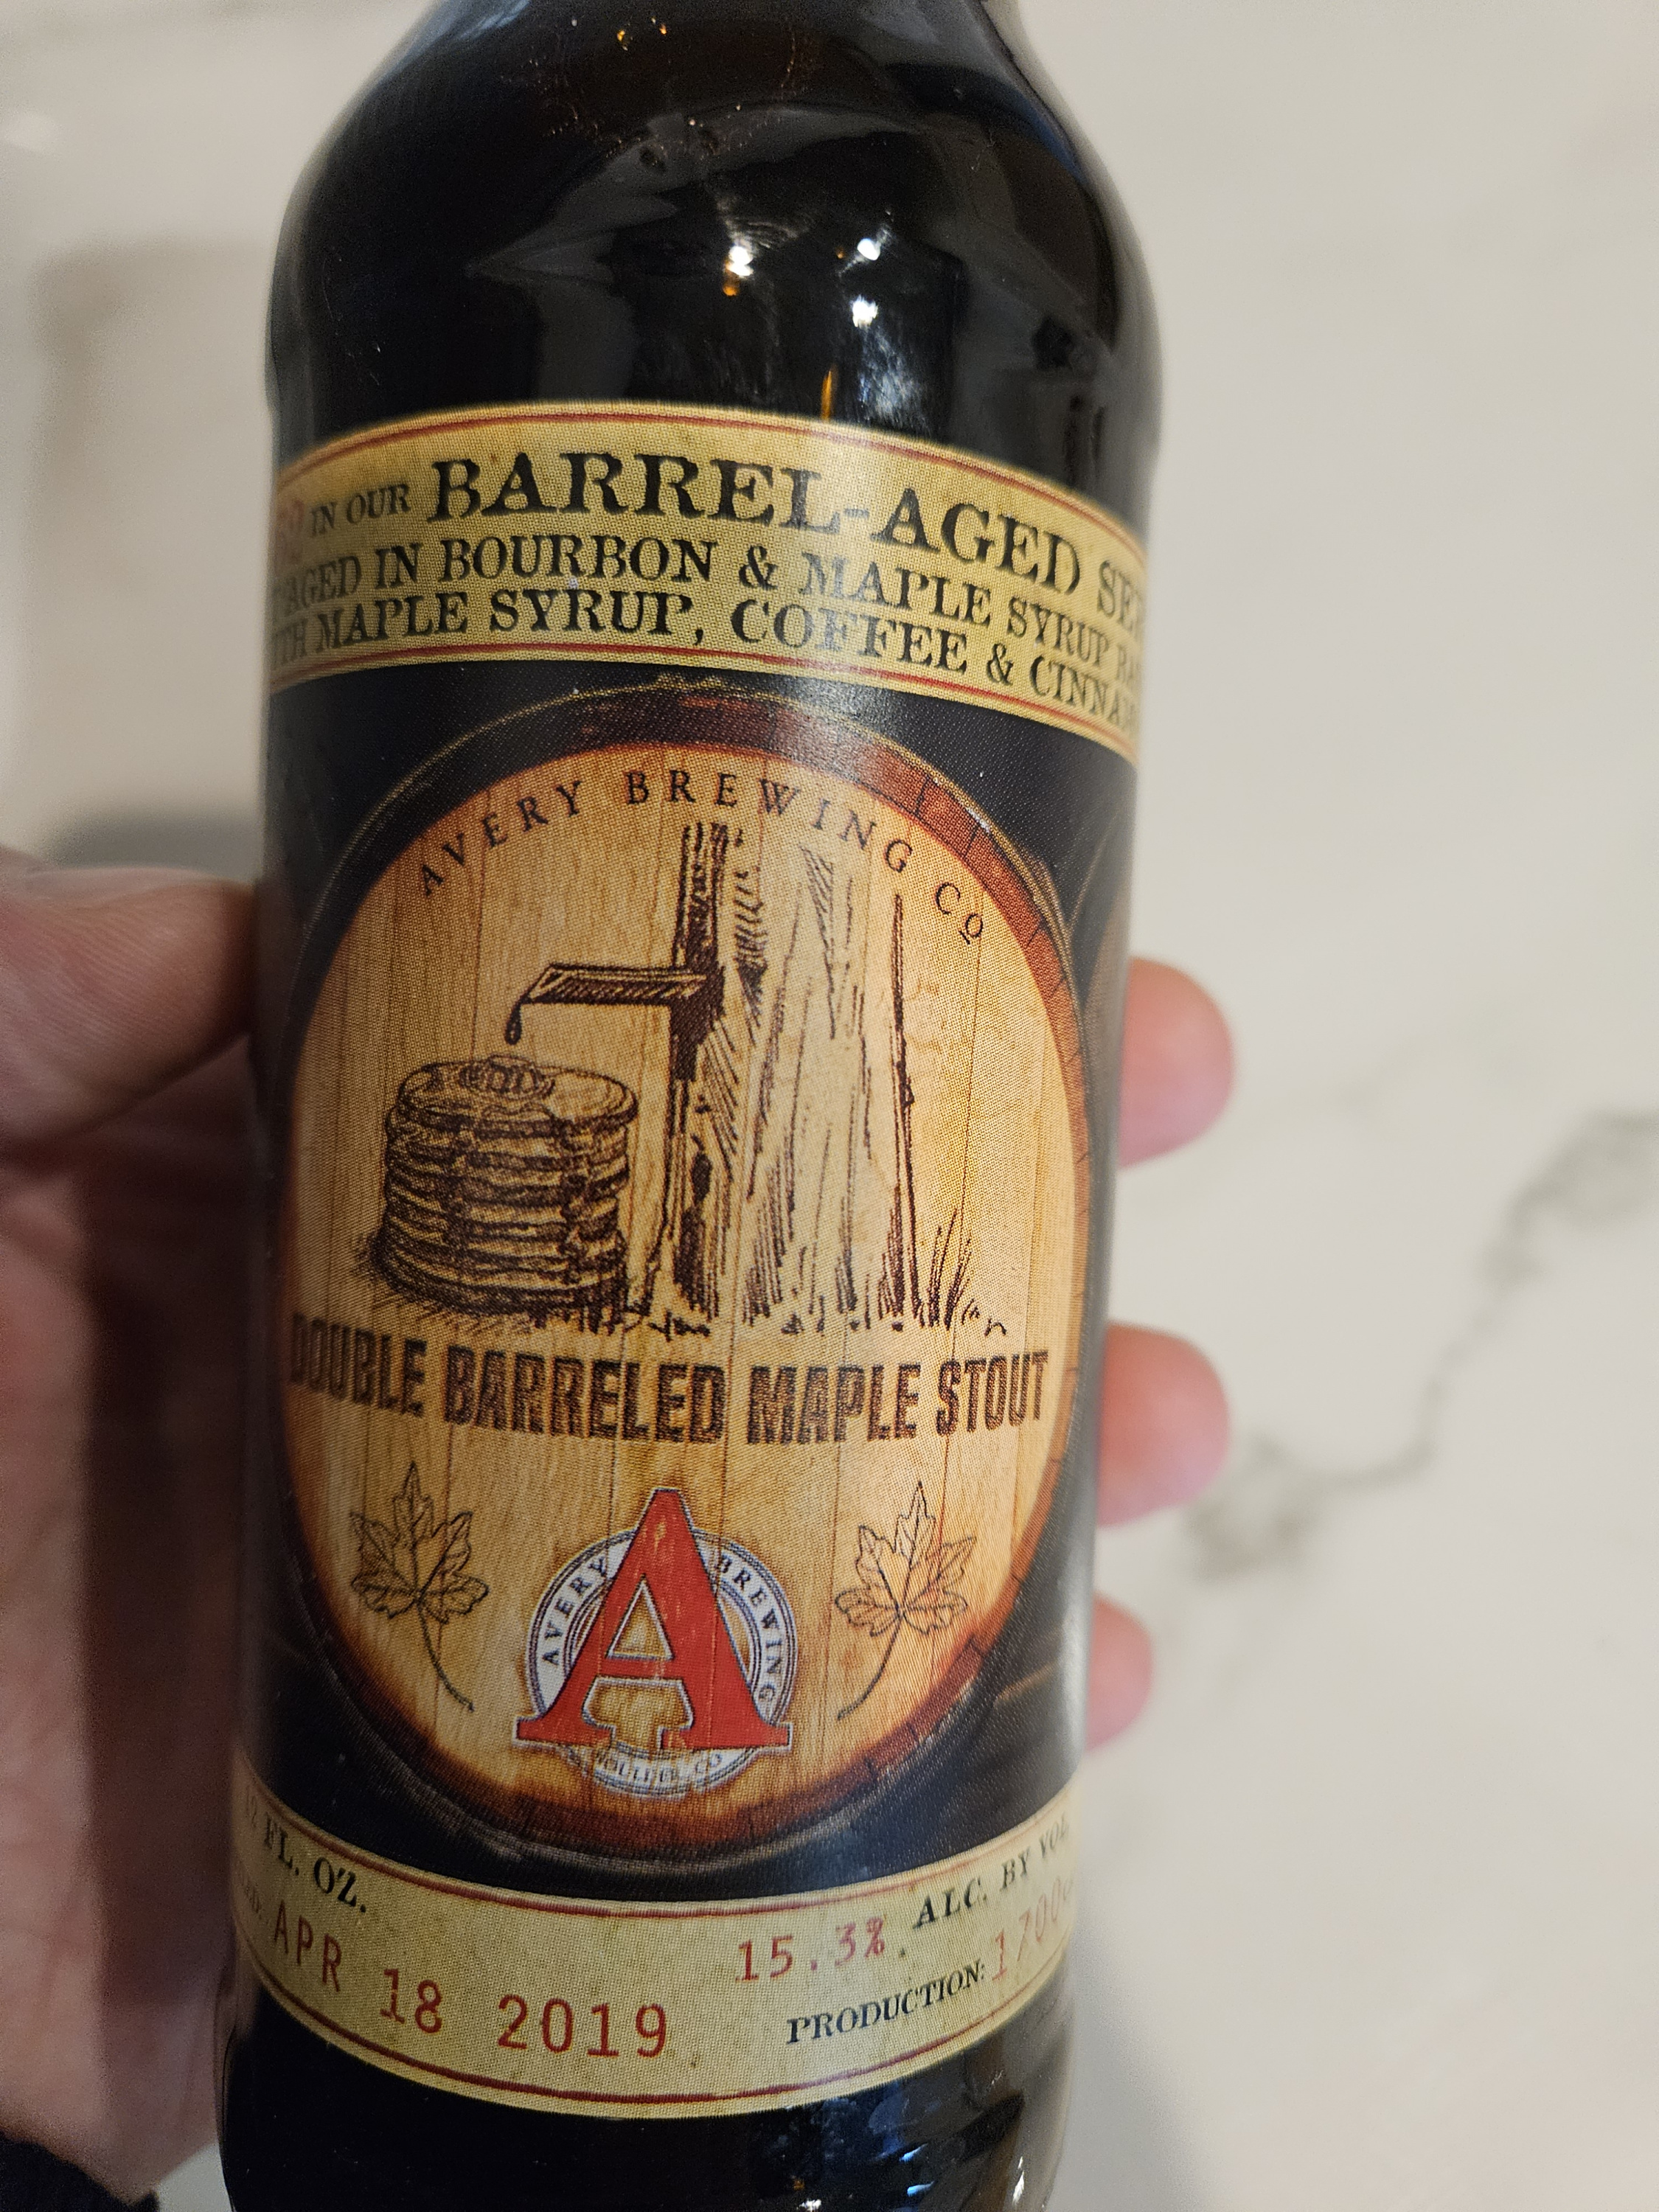 IN OUR BARREL-AGED
AGED IN BOURBON & MAPLE SYRUP
MAPLE SYRUP, COFFEE &
AVERY BREWING CO
DOUBLE BARRELED MAPLE STOUT
AVERY BREWING
A
FL. OZ.
15.3% ALC. BY VOL.
APR 18 2019
PRODUCTION: